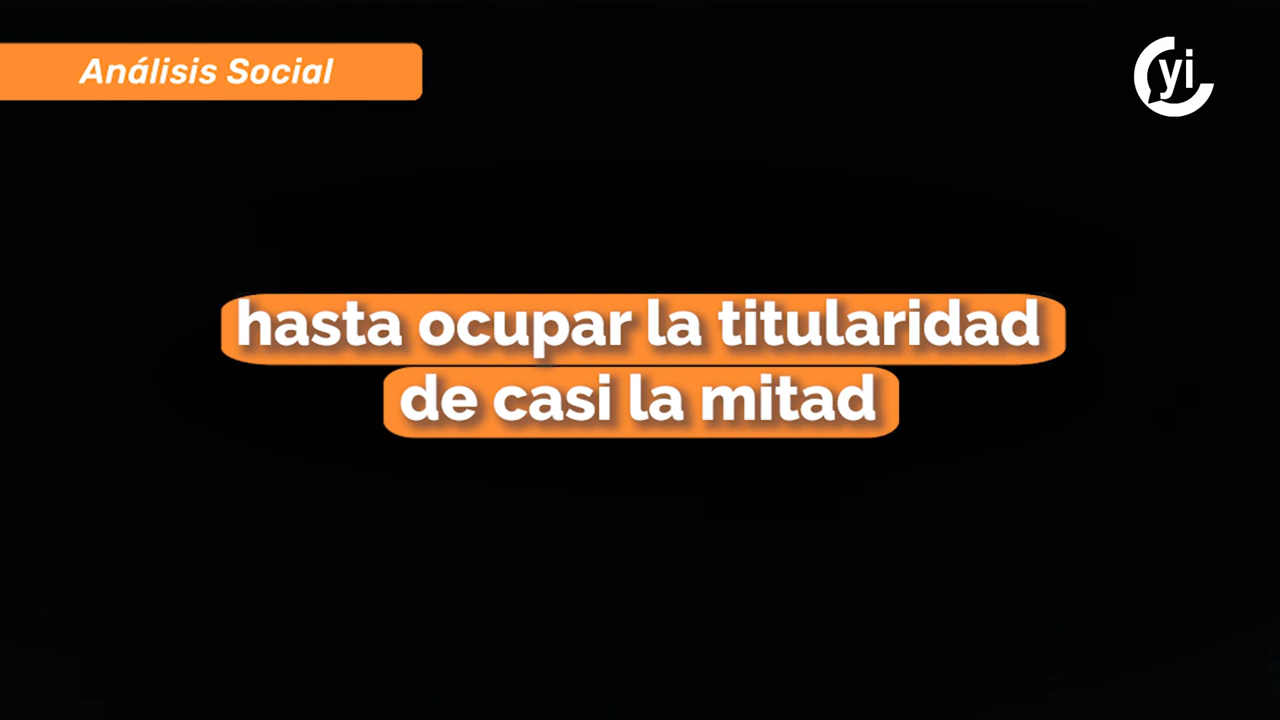 Análisis Social
yi
hasta ocupar la titularidad
de casi la mitad